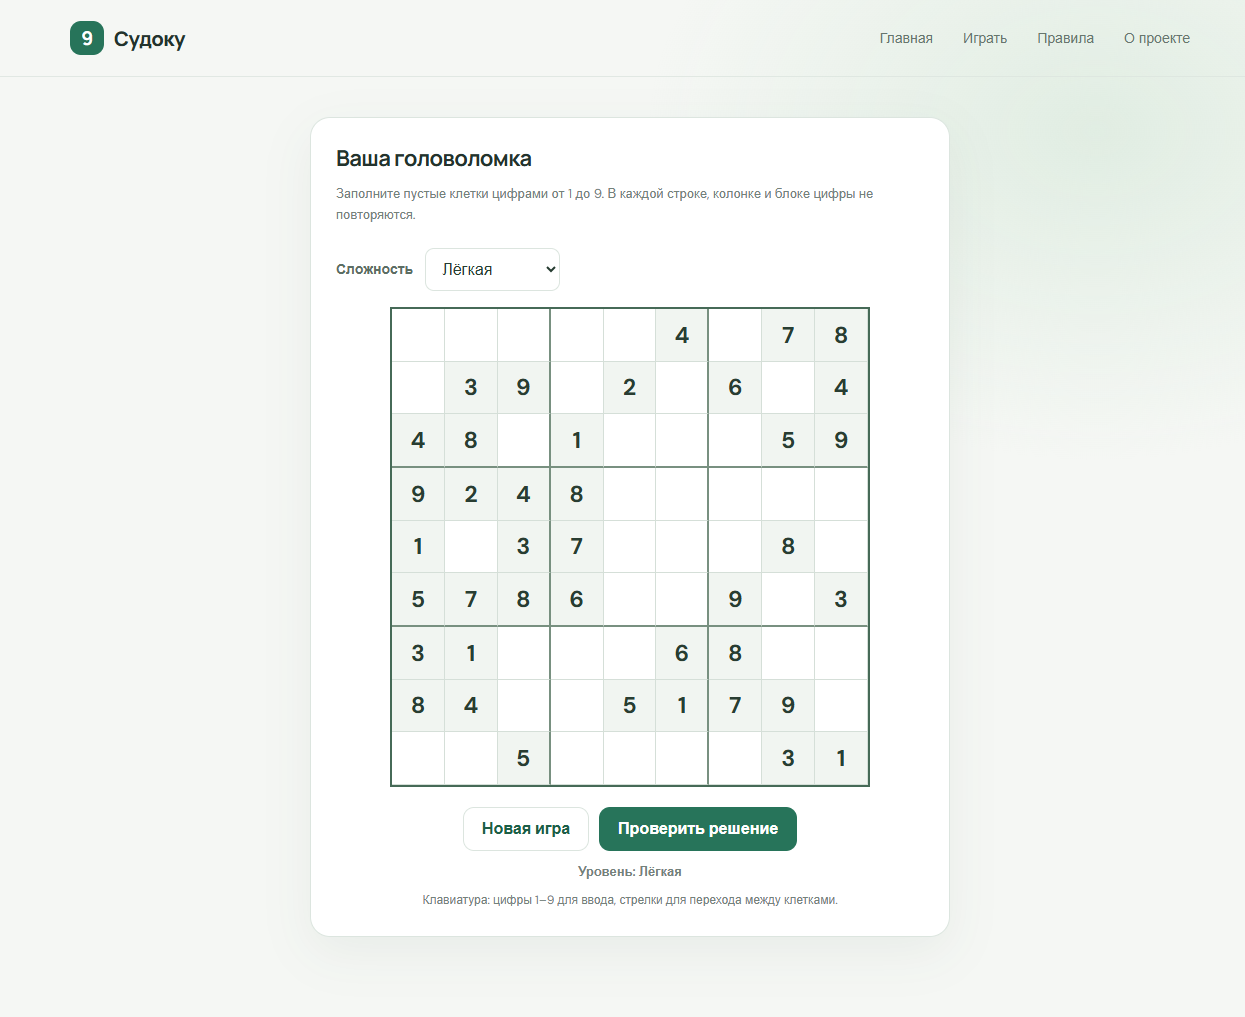 9 Судоку
Главная Играть Правила О проекте
Ваша головоломка
Заполните пустые клетки цифрами от 1 до 9. В каждой строке, колонке и блоке цифры не
повторяются.
Сложность Лёгкая
4 7 8
3 9 2 6 4
4 8 1 5 9
9 2 4 8
1 3 7 8
5 7 8 6 9 3
3 1 6 8
8 4 5 1 7 9
5 3 1
Новая игра Проверить решение
Уровень: Лёгкая
Клавиатура: цифры 1–9 для ввода, стрелки для перехода между клетками.